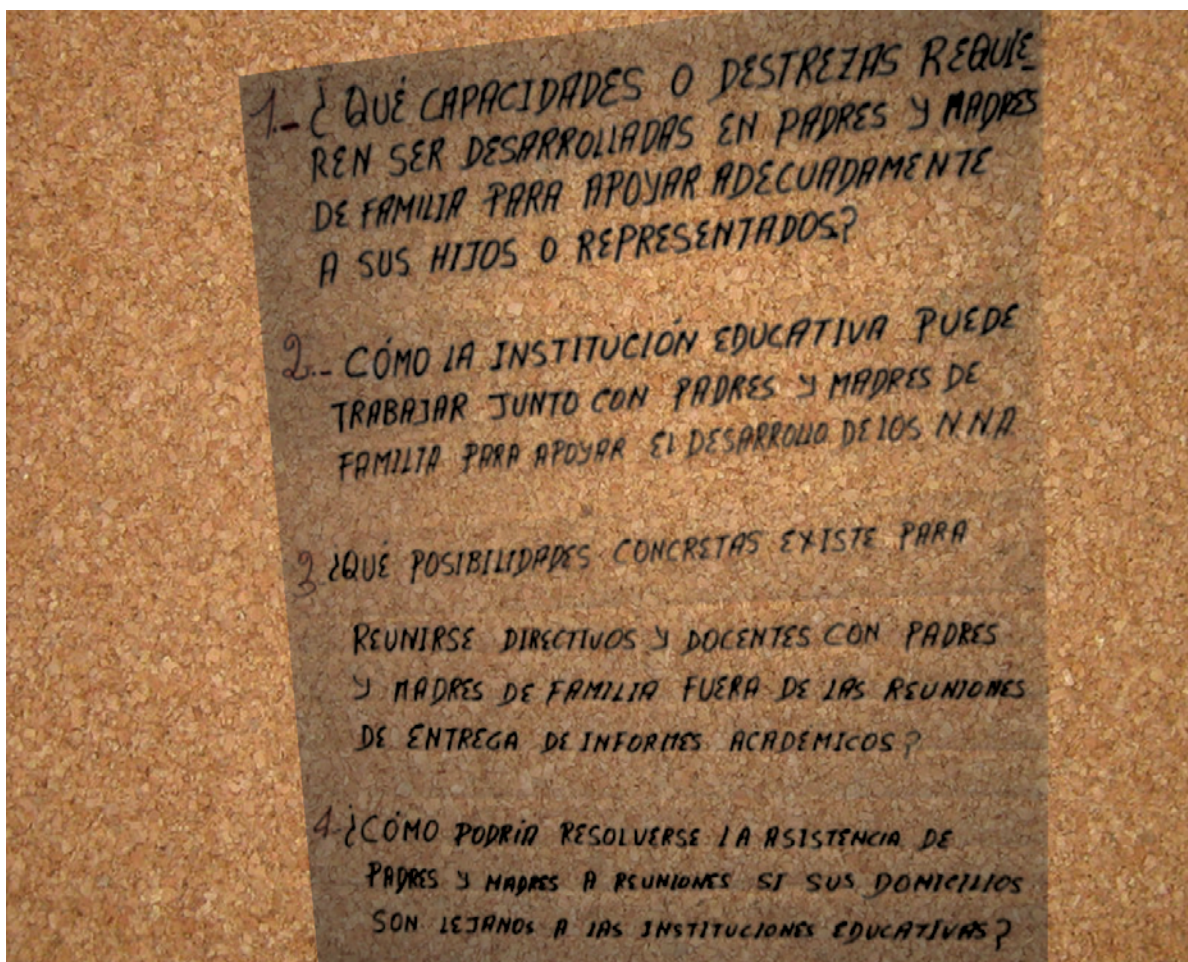 1.- ¿QUÉ CAPACIDADES O DESTREZAS REQUIE
REN SER DESARROLLADAS EN PADRES Y MADRES
DE FAMILIA PARA APOYAR ADECUADAMENTE
A SUS HIJOS O REPRESENTADOS?
2.- CÓMO LA INSTITUCIÓN EDUCATIVA PUEDE
TRABAJAR JUNTO CON PADRES Y MADRES DE
FAMILIA PARA APOYAR EL DESARROLLO DE LOS N.N.A
3 ¿QUÉ POSIBILIDADES CONCRETAS EXISTE PARA
REUNIRSE DIRECTIVOS Y DOCENTES CON PADRES
Y MADRES DE FAMILIA FUERA DE LAS REUNIONES
DE ENTREGA DE INFORMES ACADÉMICOS?
4-¿CÓMO PODRÍA RESOLVERSE LA ASISTENCIA DE
PADRES Y MADRES A REUNIONES SI SUS DOMICILIOS
SON LEJANOS A LAS INSTITUCIONES EDUCATIVAS?